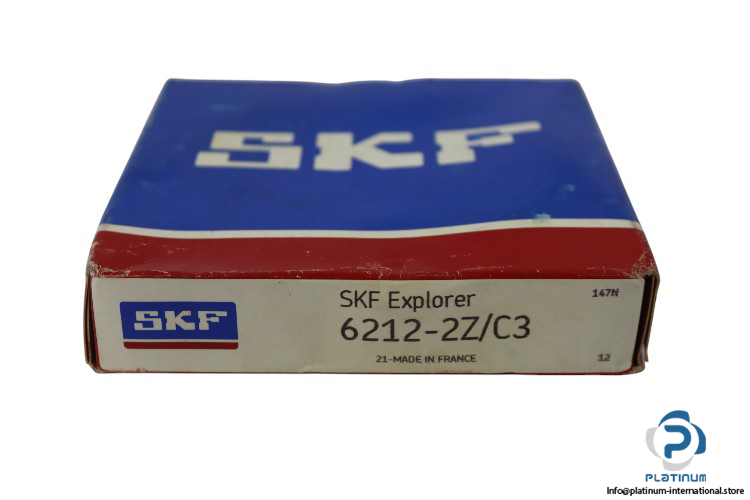 SKF
SKF
SKF Explorer
147N
6212-2Z/C3
21-MADE IN FRANCE
12
PLATINUM
Info@platinum-international.store